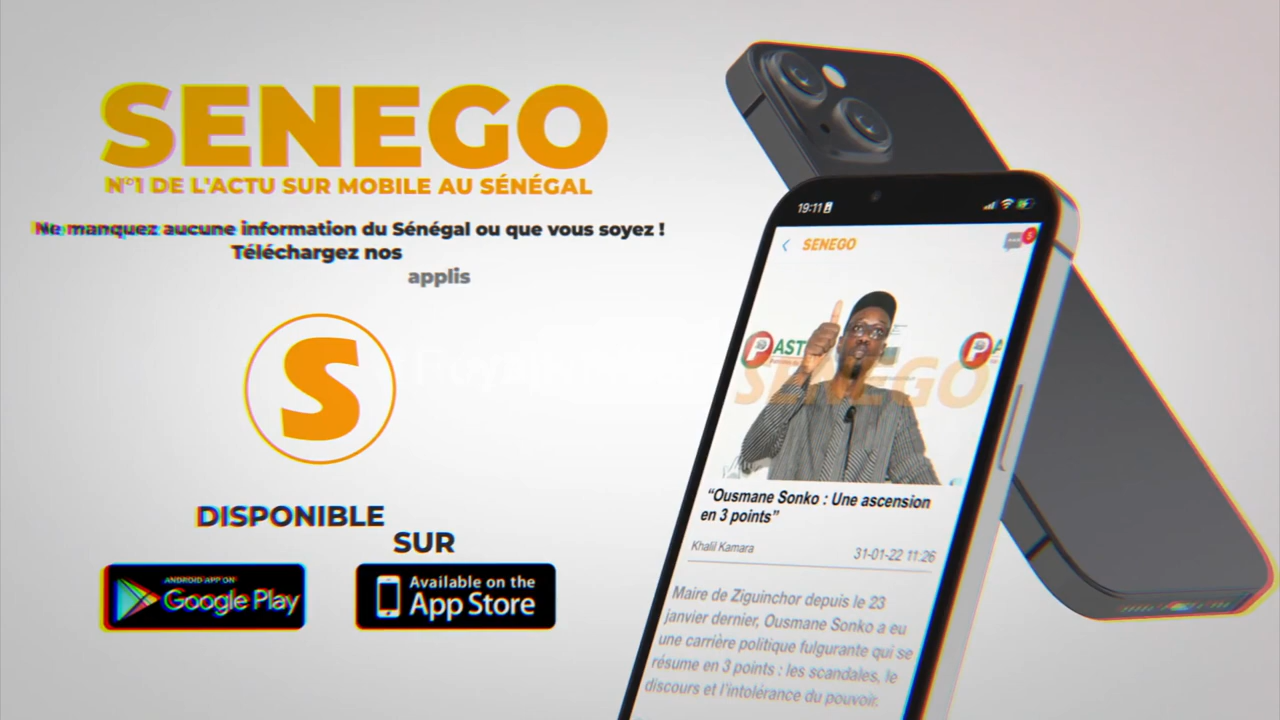 SENEGO
N°1 DE L'ACTU SUR MOBILE AU SÉNÉGAL
Ne manquez aucune information du Sénégal ou que vous soyez !
Téléchargez nos
applis
S
DISPONIBLE
SUR
ANDROID APP ON
Google Play
Available on the
App Store
19:11
SENEGO
5
PAST
P
SENEGO
“Ousmane Sonko : Une ascension
en 3 points”
Khalil Kamara
31-01-22 11:26
Maire de Ziguinchor depuis le 23
janvier dernier, Ousmane Sonko a eu
une carrière politique fulgurante qui se
résume en 3 points : les scandales, le
discours et l'intolérance du pouvoir.